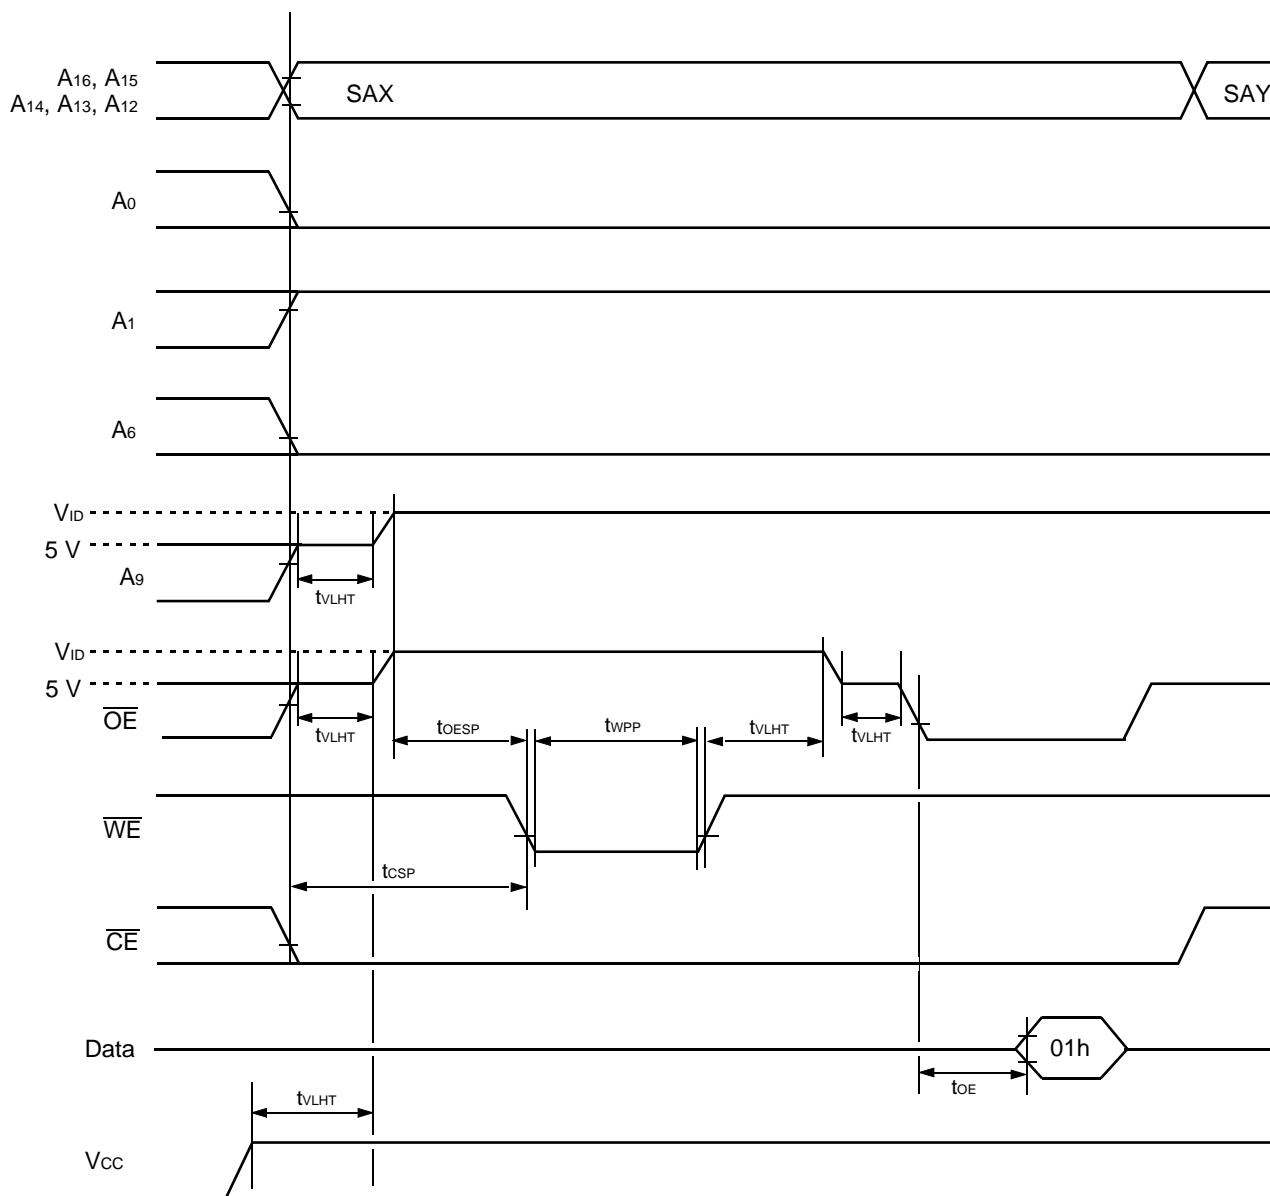 A16, A15
A14, A13, A12
SAX
SAY
A0
A1
A6
VID
5 V
A9
tVLHT
VID
5 V
OE
tVLHT
tOESP
tWPP
tVLHT
tVLHT
WE
tCSP
CE
Data
01h
tOE
tVLHT
VCC